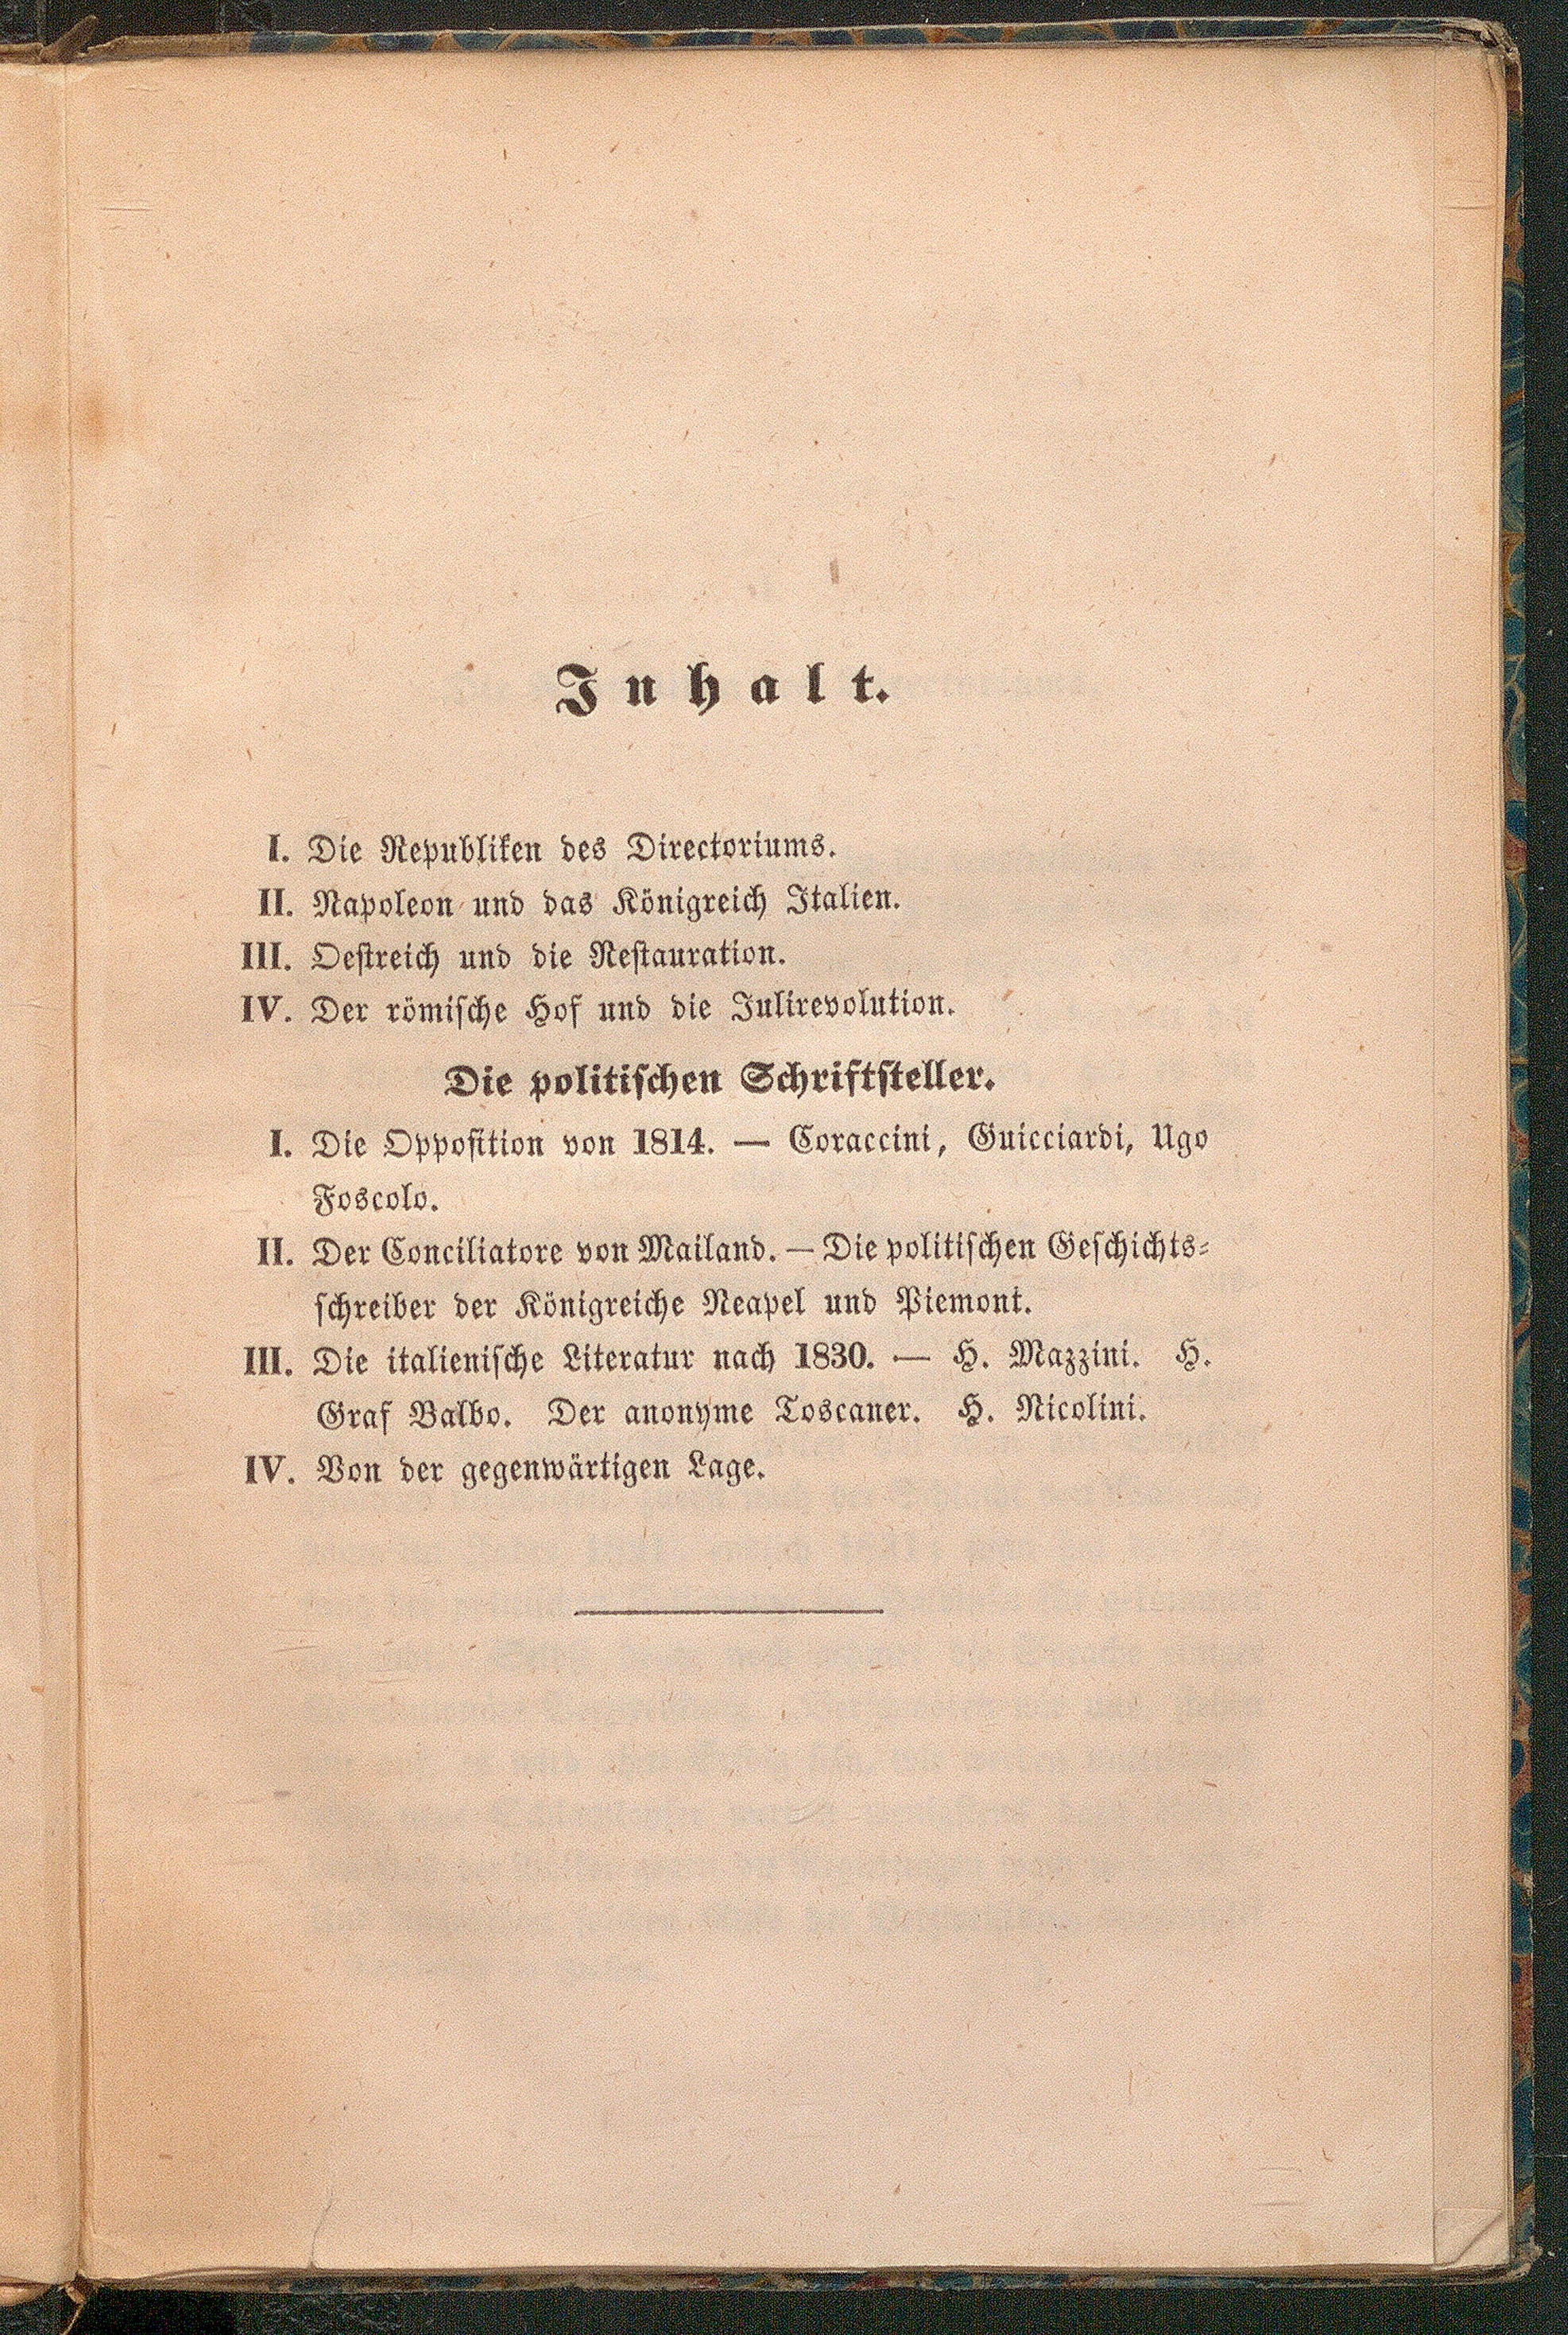 Inhalt.
I. Die Republiken des Directoriums.
II. Napoleon und das Königreich Italien.
III. Oestreich und die Restauration.
IV. Der römische Hof und die Julirevolution.
Die politischen Schriftsteller.
I. Die Opposition von 1814. — Coraccini, Guicciardi, Ugo
Foscolo.
II. Der Conciliatore von Mailand. — Die politischen Geschichts-
schreiber der Königreiche Neapel und Piemont.
III. Die italienische Literatur nach 1830. — H. Mazzini. H.
Graf Balbo. Der anonyme Toscaner. H. Nicolini.
IV. Von der gegenwärtigen Lage.